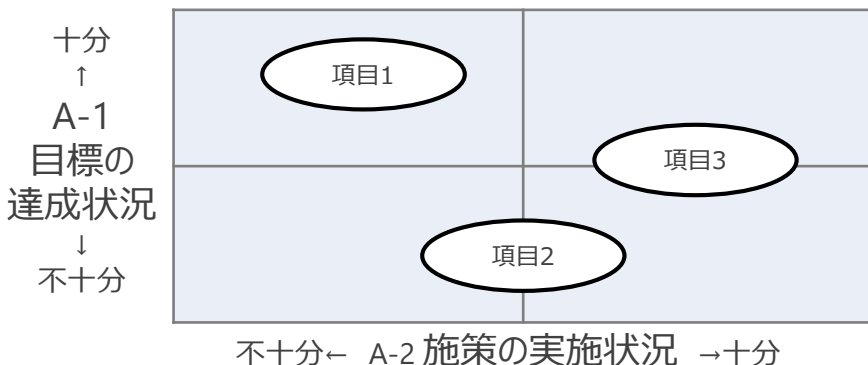 十分
↑
A-1
目標の
達成状況
↓
不十分
項目1
項目3
項目2
不十分← A-2 施策の実施状況 →十分